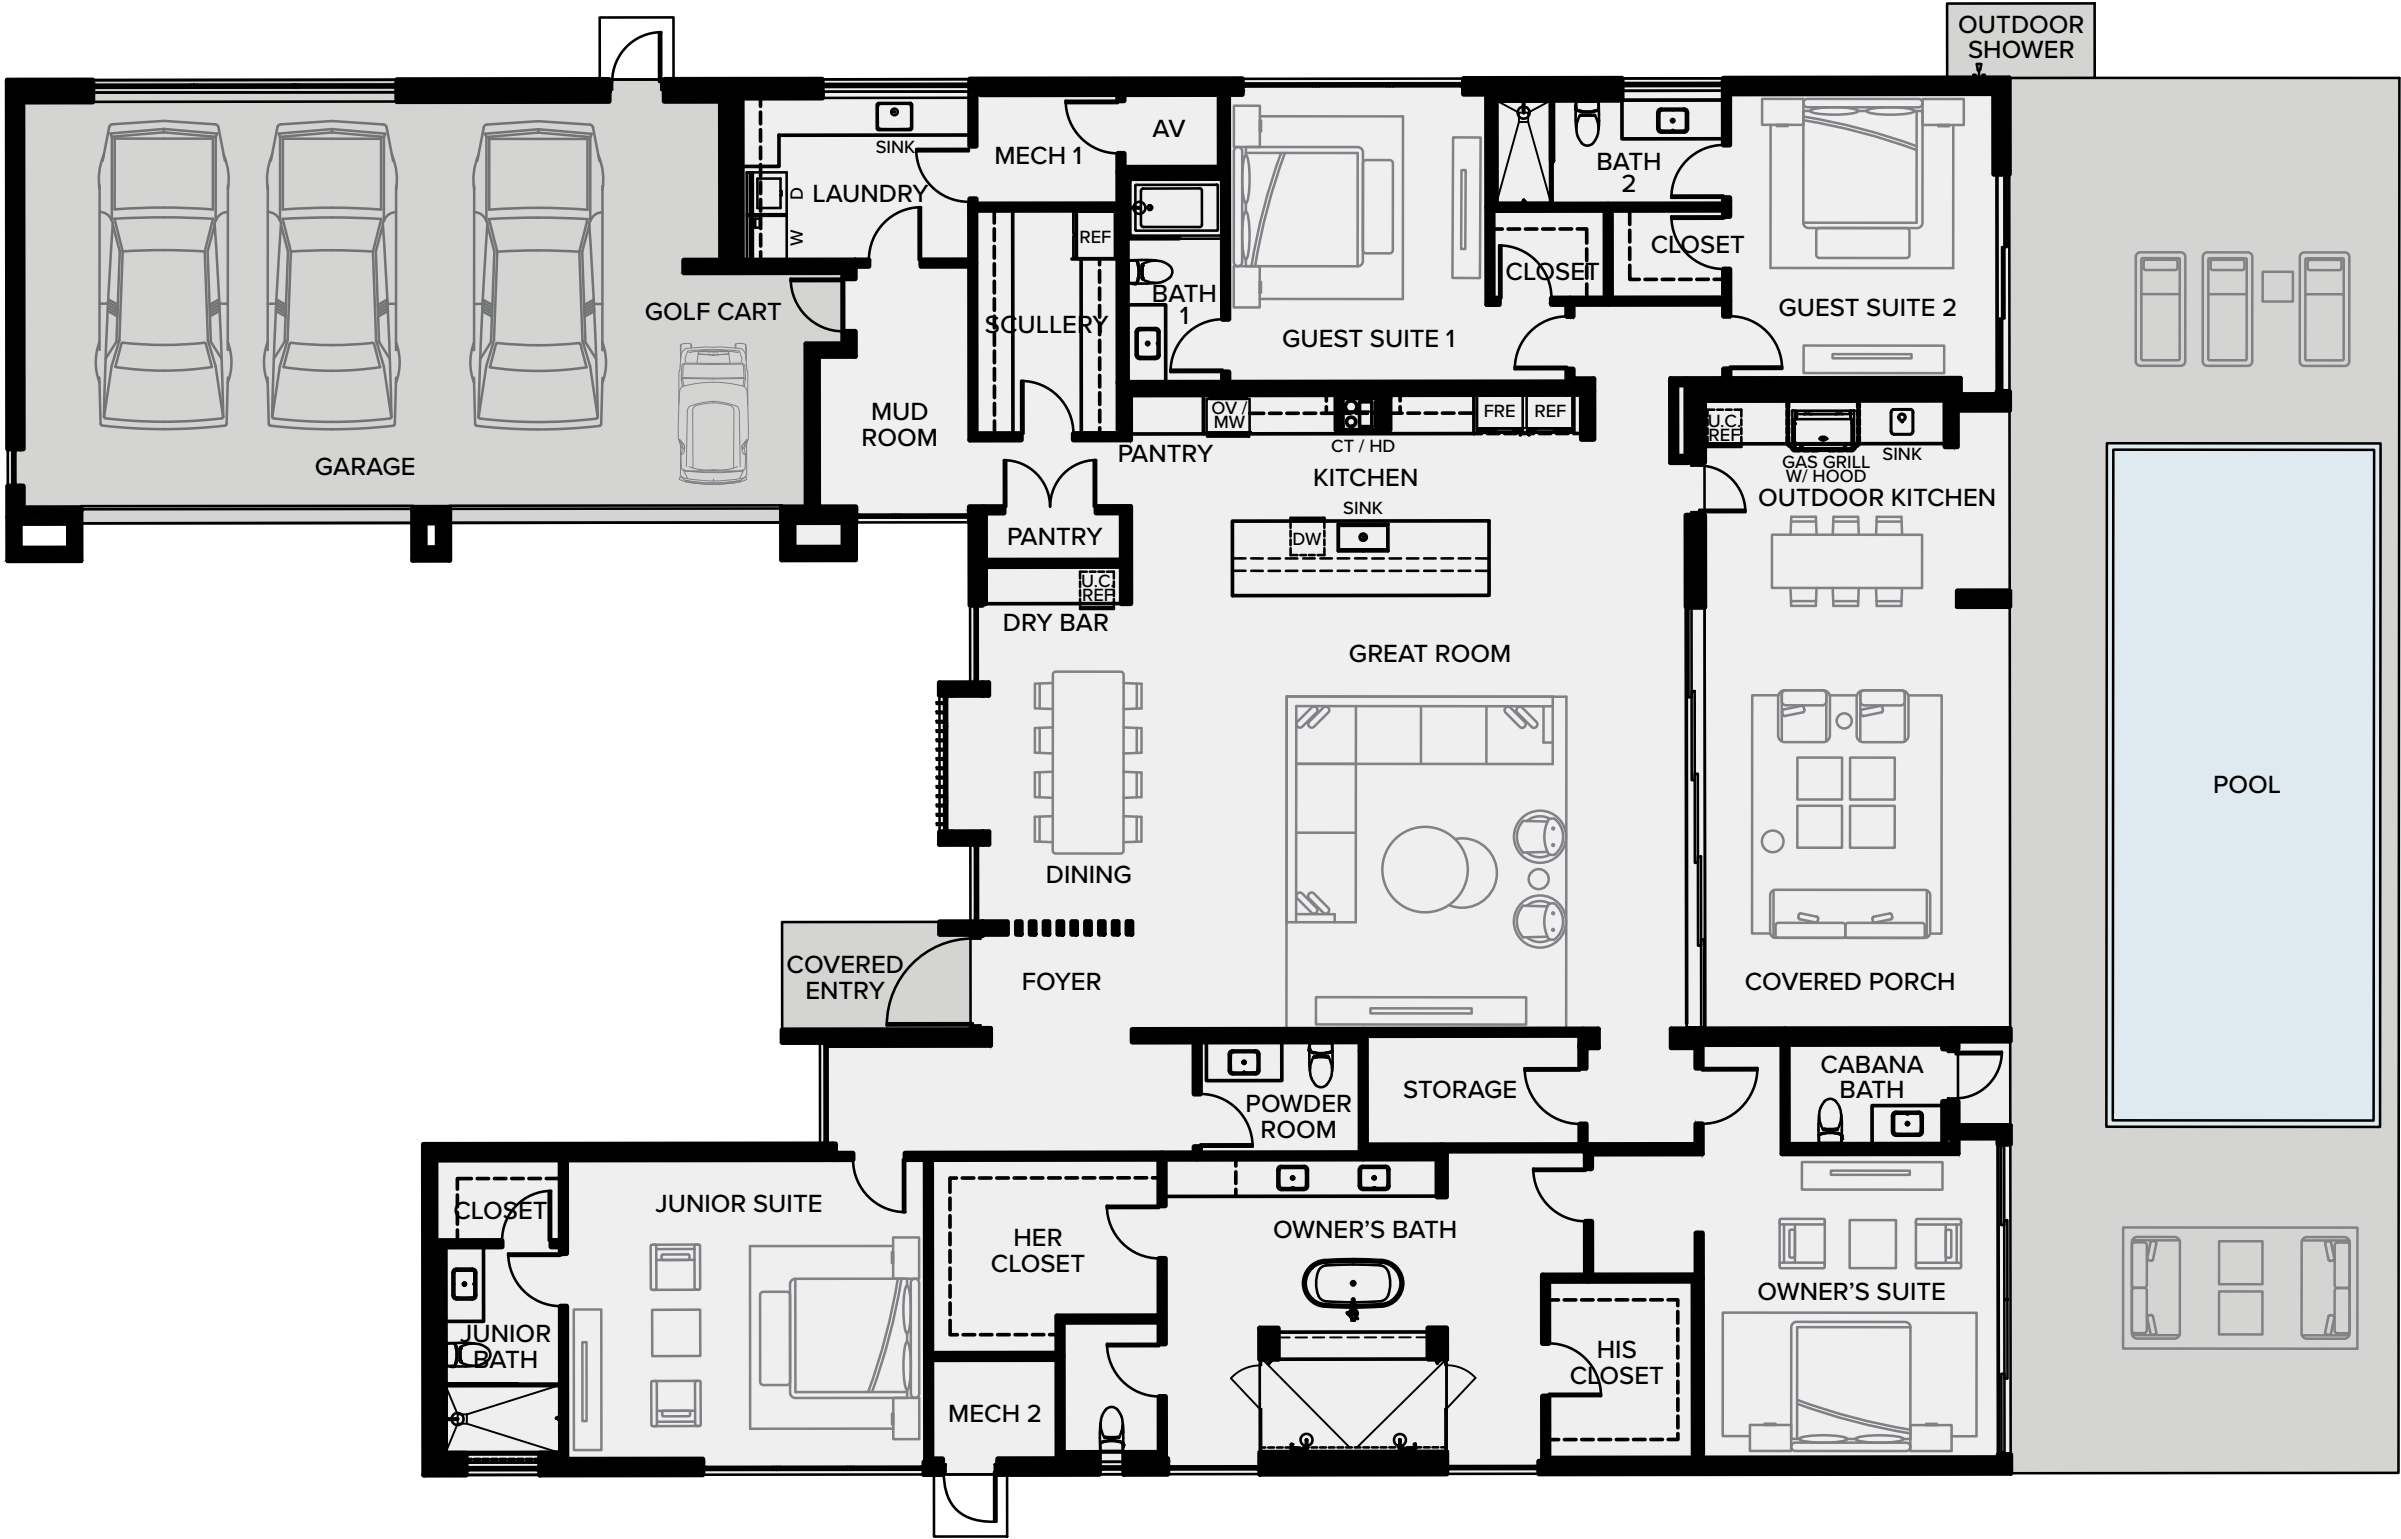 OUTDOOR
SHOWER
AV
SINK
MECH 1
BATH
2
D
LAUNDRY
W
REF
CLOSET
CLOSET
BATH
1
GOLF CART
SCULLERY
GUEST SUITE 1
GUEST SUITE 2
MUD
ROOM
OV /
MW
FRE
REF
U.C.
REF
CT / HD
PANTRY
SINK
GAS GRILL
W/ HOOD
GARAGE
KITCHEN
OUTDOOR KITCHEN
SINK
PANTRY
DW
U.C.
REF
DRY BAR
GREAT ROOM
POOL
DINING
COVERED
ENTRY
FOYER
COVERED PORCH
CABANA
BATH
STORAGE
POWDER
ROOM
CLOSET
JUNIOR SUITE
OWNER'S BATH
HER
CLOSET
OWNER'S SUITE
JUNIOR
BATH
HIS
CLOSET
MECH 2